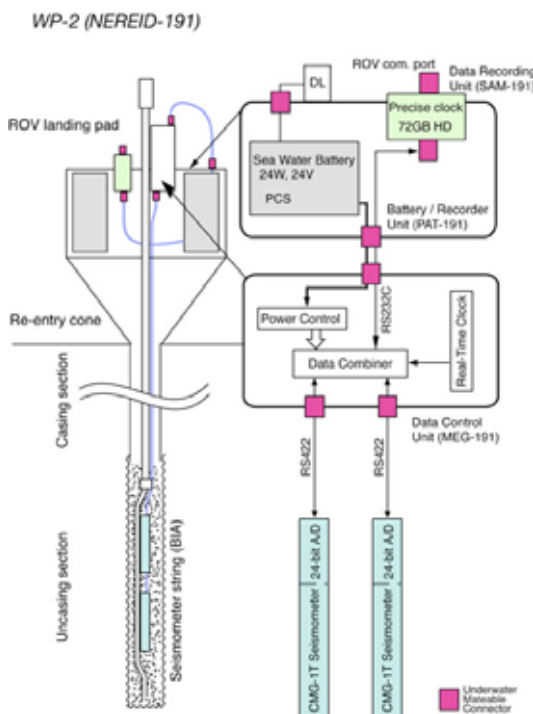 WP-2 (NEREID-191)
ROV com. port
Data Recording
Unit (SAM-191)
DL
Precise clock
72GB HD
ROV landing pad
Sea Water Battery
24W, 24V
PCS
Battery / Recorder
Unit (PAT-191)
Re-entry cone
RS232C
Power Control
Data Combiner
Real-Time Clock
Casing section
Data Control
Unit (MEG-191)
RS422
RS422
Uncasing section
Seismometer string (BIA)
24-bit A/D
CMG-1T Seismometer
24-bit A/D
CMG-1T Seismometer
Underwater
Mateable
Connector